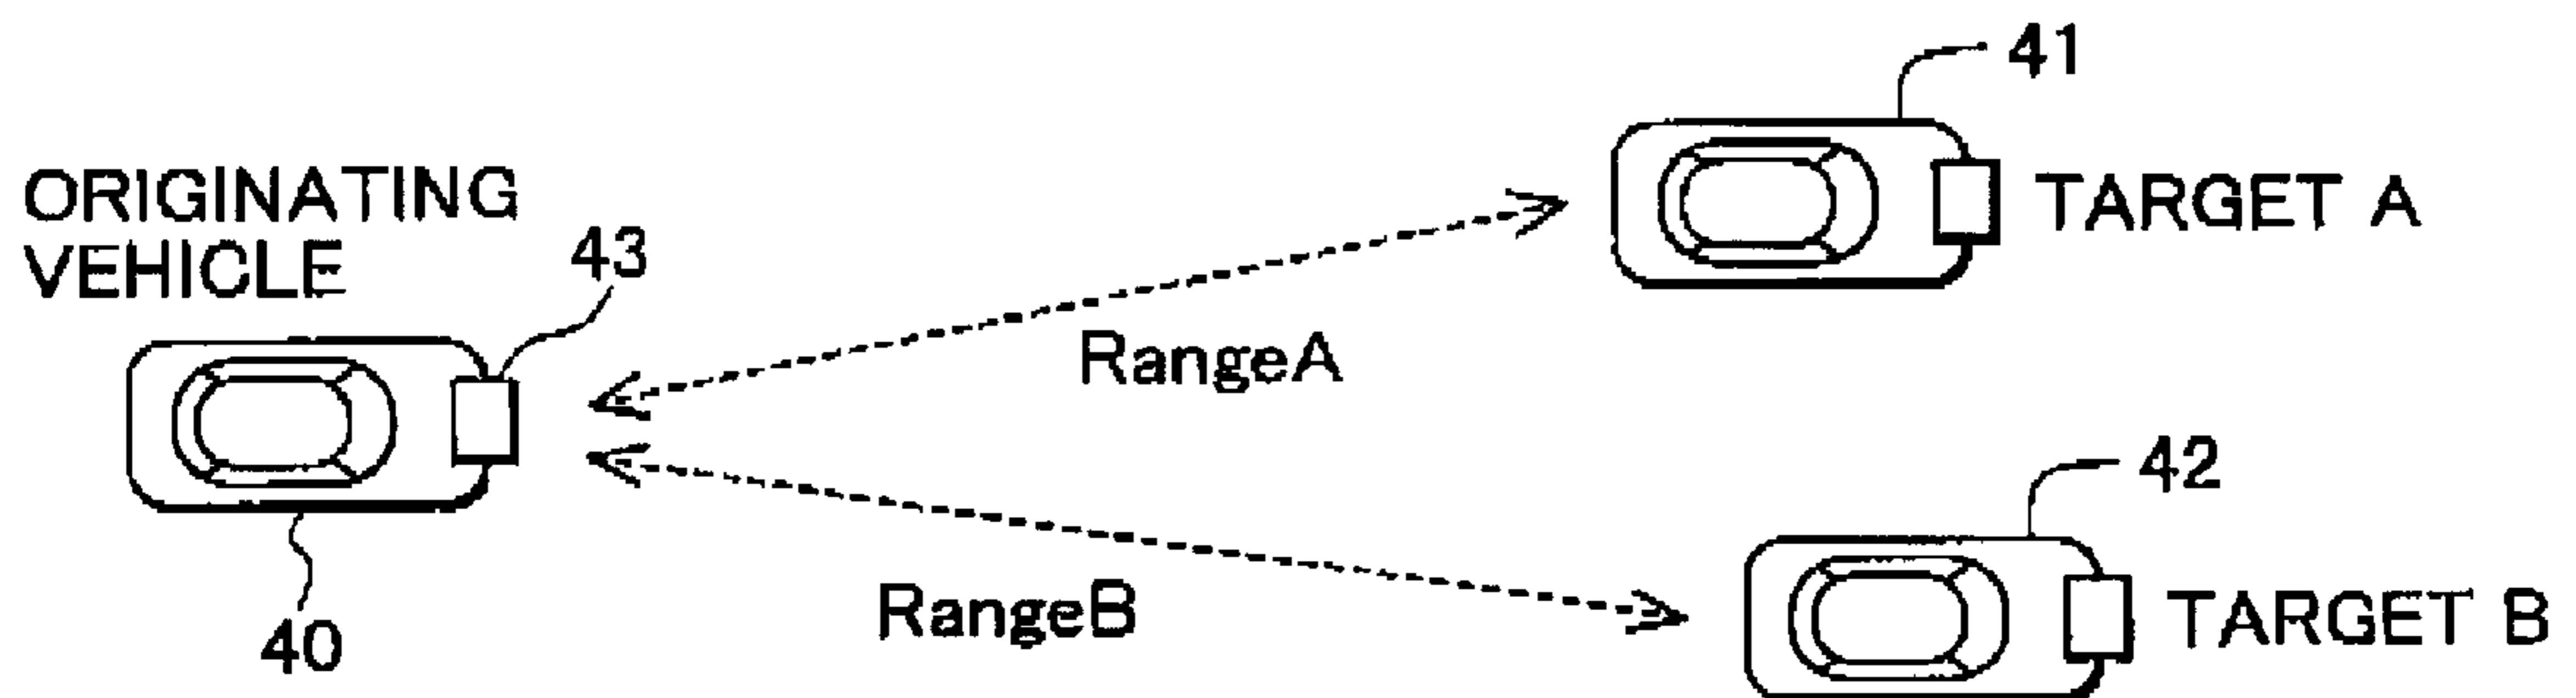 41
ORIGINATING
VEHICLE
43
TARGET A
RangeA
42
RangeB
TARGET B
40